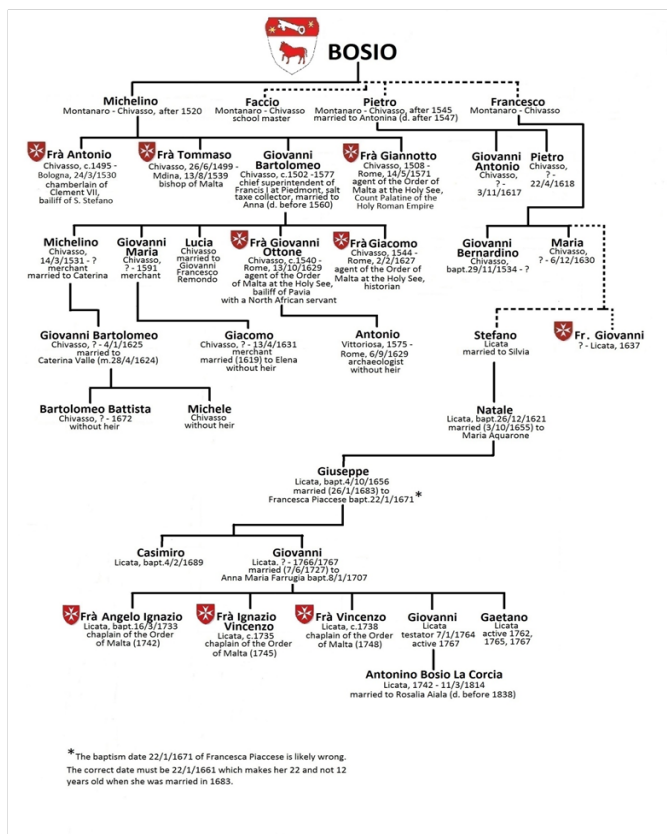 BOSIO
Michelino
Montanaro - Chivasso, after 1520
Faccio
Montanaro - Chivasso
school master
Pietro
Montanaro - Chivasso, after 1545
married to Antonina (d. after 1547)
Francesco
Montanaro - Chivasso
Frà Antonio
Chivasso, c.1495 -
Bologna, 24/3/1530
chamberlain of
Clement VII,
bailiff of S. Stefano
Frà Tommaso
Chivasso, 26/6/1499 -
Mdina, 13/8/1539
bishop of Malta
Giovanni
Bartolomeo
Chivasso, c.1502 -1577
chief superintendent of
Francis I at Piedmont, salt
taxe collector, married to
Anna (d. before 1560)
Frà Giannotto
Chivasso, 1508 -
Rome, 14/5/1571
agent of the Order of
Malta at the Holy See,
Count Palatine of the
Holy Roman Empire
Giovanni
Antonio
Chivasso,
? -
3/11/1617
Pietro
Chivasso,
? -
22/4/1618
Michelino
Chivasso,
14/3/1531 - ?
merchant
married to Caterina
Giovanni
Maria
Chivasso,
? - 1591
merchant
Lucia
Chivasso
married to
Giovanni
Francesco
Remondo
Frà Giovanni
Ottone
Chivasso, c.1540 -
Rome, 13/10/1629
agent of the Order
of Malta at the Holy See,
bailiff of Pavia
with a North African servant
Frà Giacomo
Chivasso, 1544 -
Rome, 2/2/1627
agent of the Order of
Malta at the Holy See,
historian
Giovanni
Bernardino
Chivasso,
bapt.29/11/1534 - ?
Maria
Chivasso,
? - 6/12/1630
Giovanni Bartolomeo
Chivasso, ? - 4/1/1625
married to
Caterina Valle (m.28/4/1624)
Giacomo
Chivasso, ? - 13/4/1631
merchant
married (1619) to Elena
without heir
Antonio
Vittoriosa, 1575 -
Rome, 6/9/1629
archaeologist
without heir
Stefano
Licata
married to Silvia
Fr. Giovanni
? - Licata, 1637
Bartolomeo Battista
Chivasso, ? - 1672
without heir
Michele
Chivasso
without heir
Natale
Licata, bapt.26/12/1621
married (3/10/1655) to
Maria Aquarone
Giuseppe
Licata, bapt.4/10/1656
married (26/1/1683) to
Francesca Piaccese bapt.22/1/1671*
Casimiro
Licata, bapt.4/2/1689
Giovanni
Licata, ? - 1766/1767
married (7/6/1727) to
Anna Maria Farrugia bapt.8/1/1707
Frà Angelo Ignazio
Licata, bapt.16/3/1733
chaplain of the Order
of Malta (1742)
Frà Ignazio
Vincenzo
Licata, c.1735
chaplain of the Order
of Malta (1745)
Frà Vincenzo
Licata, c.1738
chaplain of the Order of
Malta (1748)
Giovanni
Licata
testator 7/1/1764
active 1767
Gaetano
Licata
active 1762,
1765, 1767
Antonino Bosio La Corcia
Licata, 1742 - 11/3/1814
married to Rosalia Aiala (d. before 1838)
*The baptism date 22/1/1671 of Francesca Piaccese is likely wrong.
The correct date must be 22/1/1661 which makes her 22 and not 12
years old when she was married in 1683.